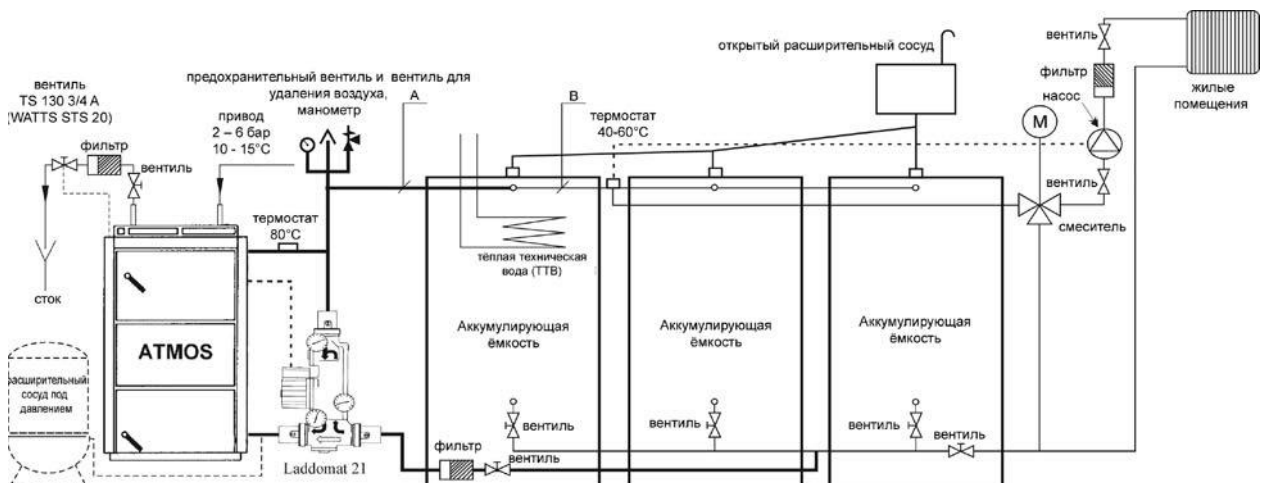 вентиль
TS 130 3/4 A
(WATTS STS 20)
фильтр
вентиль
привод
2 – 6 бар
10 - 15°C
предохранительный вентиль и вентиль для
удаления воздуха,
манометр
A
B
термостат
80°C
термостат
40-60°C
открытый расширительный сосуд
вентиль
фильтр
насос
M
вентиль
смеситель
жилые
помещения
тёплая техническая
вода (ТТВ)
сток
ATMOS
расширительный
сосуд под
давлением
Laddomat 21
фильтр
вентиль
Аккумулирующая
ёмкость
вентиль
Аккумулирующая
ёмкость
вентиль
Аккумулирующая
ёмкость
вентиль
вентиль